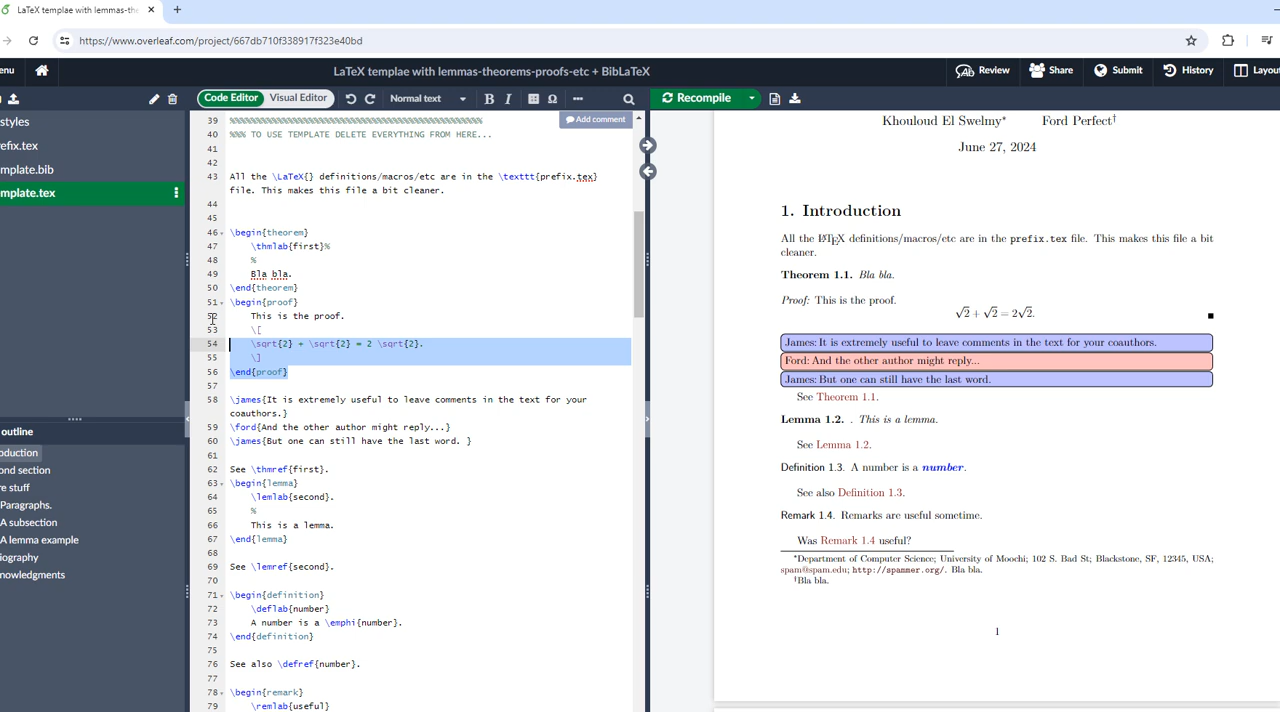 LaTeX templae with lemmas-the
https://www.overleaf.com/project/667db710f338917f323e40bd
enu
LaTeX templae with lemmas-theorems-proofs-etc + BibLaTeX
Review
Share
Submit
History
Layou
Code Editor
Visual Editor
Normal text
B
I
Ω
Recompile
styles
efix.tex
mplate.bib
mplate.tex
outline
oduction
ond section
re stuff
Paragraphs.
A subsection
A lemma example
iography
nowledgments
Add comment
39 %%%%%%%%%%%%%%%%%%%%%%%%%%%%%%%%%%%%%%%%%%%%%%%%
40 %%% TO USE TEMPLATE DELETE EVERYTHING FROM HERE...
41
42
43 All the \LaTeX{} definitions/macros/etc are in the \texttt{prefix.tex}
file. This makes this file a bit cleaner.
44
45
46 \begin{theorem}
47 \thmlab{first}%
48 %
49 Bla bla.
50 \end{theorem}
51 \begin{proof}
52 This is the proof.
53 \[
54 \sqrt{2} + \sqrt{2} = 2 \sqrt{2}.
55 \]
56 \end{proof}
57
58 \james{It is extremely useful to leave comments in the text for your
coauthors.}
59 \ford{And the other author might reply...}
60 \james{But one can still have the last word. }
61
62 See \thmref{first}.
63 \begin{lemma}
64 \lemlab{second}.
65 %
66 This is a lemma.
67 \end{lemma}
68
69 See \lemref{second}.
70
71 \begin{definition}
72 \deflab{number}
73 A number is a \emphi{number}.
74 \end{definition}
75
76 See also \defref{number}.
77
78 \begin{remark}
79 \remlab{useful}
Khouloud El Swelmy* Ford Perfect†
June 27, 2024
1. Introduction
All the LATEX definitions/macros/etc are in the prefix.tex file. This makes this file a bit
cleaner.
Theorem 1.1. Bla bla.
Proof: This is the proof.
√2 + √2 = 2√2.
James: It is extremely useful to leave comments in the text for your coauthors.
Ford: And the other author might reply...
James: But one can still have the last word.
See Theorem 1.1.
Lemma 1.2. . This is a lemma.
See Lemma 1.2.
Definition 1.3. A number is a number.
See also Definition 1.3.
Remark 1.4. Remarks are useful sometime.
Was Remark 1.4 useful?
*Department of Computer Science; University of Moochi; 102 S. Bad St; Blackstone, SF, 12345, USA;
spam@spam.edu; http://spammer.org/. Bla bla.
†Bla bla.
1